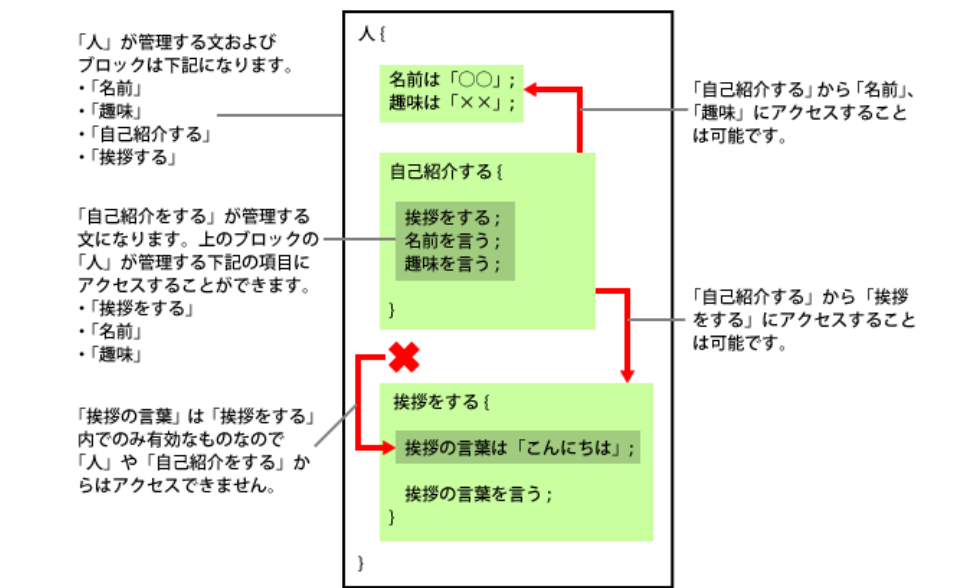 「人」が管理する文および
ブロックは下記になります。
・「名前」
・「趣味」
・「自己紹介する」
・「挨拶する」
「自己紹介をする」が管理する
文になります。上のブロックの
「人」が管理する下記の項目に
アクセスすることができます。
・「挨拶をする」
・「名前」
・「趣味」
「挨拶の言葉」は「挨拶をする」
内でのみ有効なものなので
「人」や「自己紹介をする」か
らはアクセスできません。
人 {
名前は「○○」;
趣味は「××」;
自己紹介する {
挨拶をする ;
名前を言う ;
趣味を言う ;
}
挨拶をする {
挨拶の言葉は「こんにちは」;
挨拶の言葉を言う ;
}
}
「自己紹介する」から「名前」、
「趣味」にアクセスすること
は可能です。
「自己紹介する」から「挨拶
をする」にアクセスすること
は可能です。